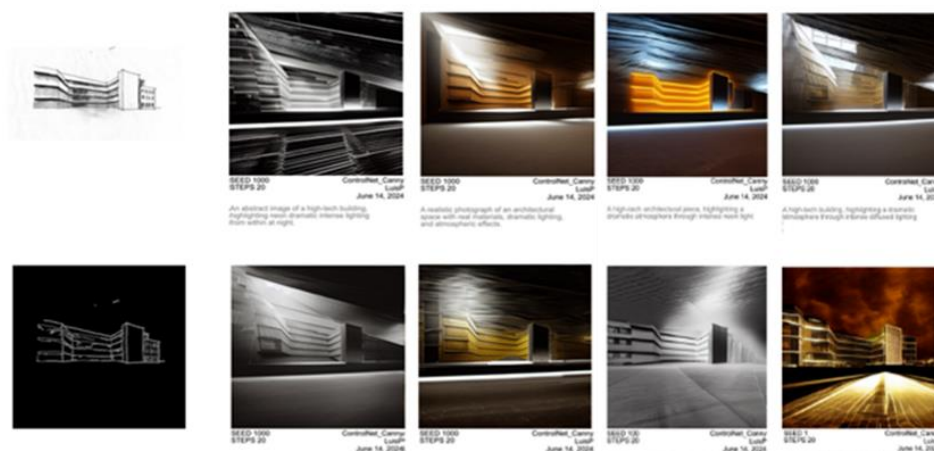 SEED 1000 ControlNet_Canny
STEPS 20 LuisP
June 14, 2024
An abstract image of a high-tech building,
highlighting neon dramatic intense lighting
from within at night.
SEED 1000 ControlNet_Canny
STEPS 20 LuisP
June 14, 2024
A realistic photograph of an architectural
space with real materials, dramatic lighting,
and atmospheric effects.
SEED 1000 ControlNet_Canny
STEPS 20 LuisP
June 14, 2024
A high-tech architectural piece, highlighting a
dramatic atmosphere through intense neon light
SEED 1000 ControlNet_Canny
STEPS 20 LuisP
June 14, 2024
A high-tech building, highlighting a dramatic
atmosphere through intense diffused lighting
SEED 1000 ControlNet_Canny
STEPS 20 LuisP
June 14, 2024
SEED 1000 ControlNet_Canny
STEPS 20 LuisP
June 14, 2024
SEED 100 ControlNet_Canny
STEPS 20 LuisP
June 14, 2024
SEED 1 ControlNet_Canny
STEPS 20 LuisP
June 14, 2024